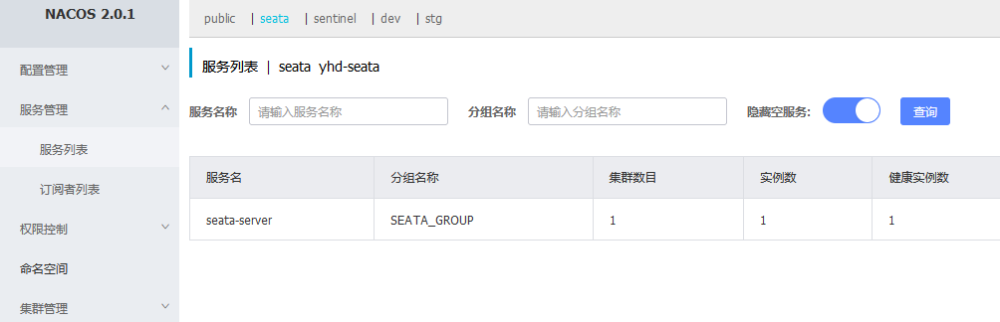 NACOS 2.0.1
配置管理
服务管理
服务列表
订阅者列表
权限控制
命名空间
集群管理
public | seata | sentinel | dev | stg
服务列表 | seata yhd-seata
服务名称 请输入服务名称 分组名称 请输入分组名称 隐藏空服务: 查询
服务名 分组名称 集群数目 实例数 健康实例数
seata-server SEATA_GROUP 1 1 1